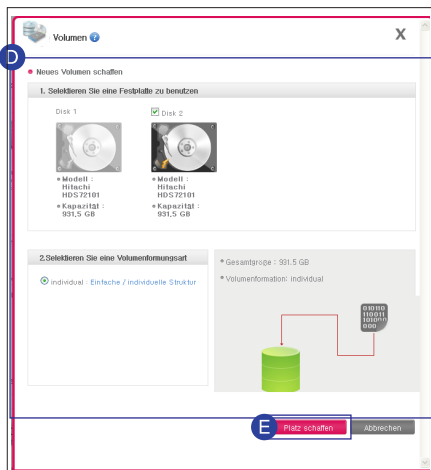 Volumen ?
X
D
Neues Volumen schaffen
1. Selektieren Sie eine Festplatte zu benutzen
Disk 1
Disk 2
Modell :
Hitachi
HDS72101
Kapazität :
931,5 GB
Modell :
Hitachi
HDS72101
Kapazität :
931,5 GB
2.Selektieren Sie eine Volumenformungsart
individual : Einfache / individuelle Struktur
Gesamtgroße : 931.5 GB
Volumenformation: individual
010110
110011
101000
000
E
Platz schaffen
Abbrechen